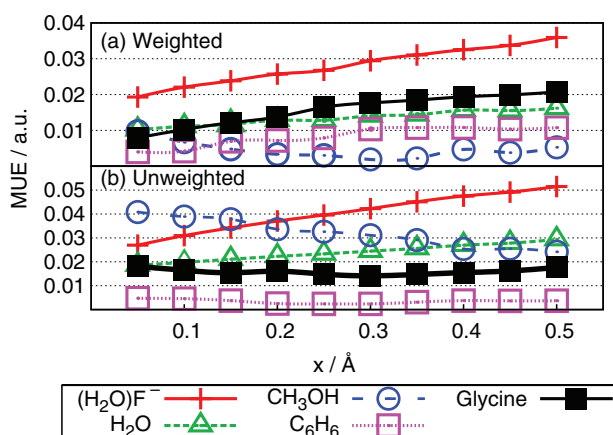 0.04
(a) Weighted
0.03
0.02
0.01
(b) Unweighted
0.05
0.04
0.03
0.02
0.01
MUE / a.u.
0.1 0.2 0.3 0.4 0.5
x / Å
(H₂O)F⁻ CH₃OH Glycine
H₂O C₆H₆